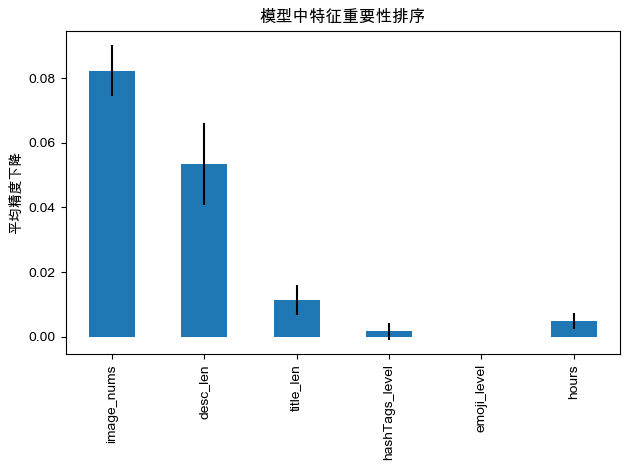 模型中特征重要性排序
平均精度下降
0.08
0.06
0.04
0.02
0.00
image_nums
desc_len
title_len
hashTags_level
emoji_level
hours